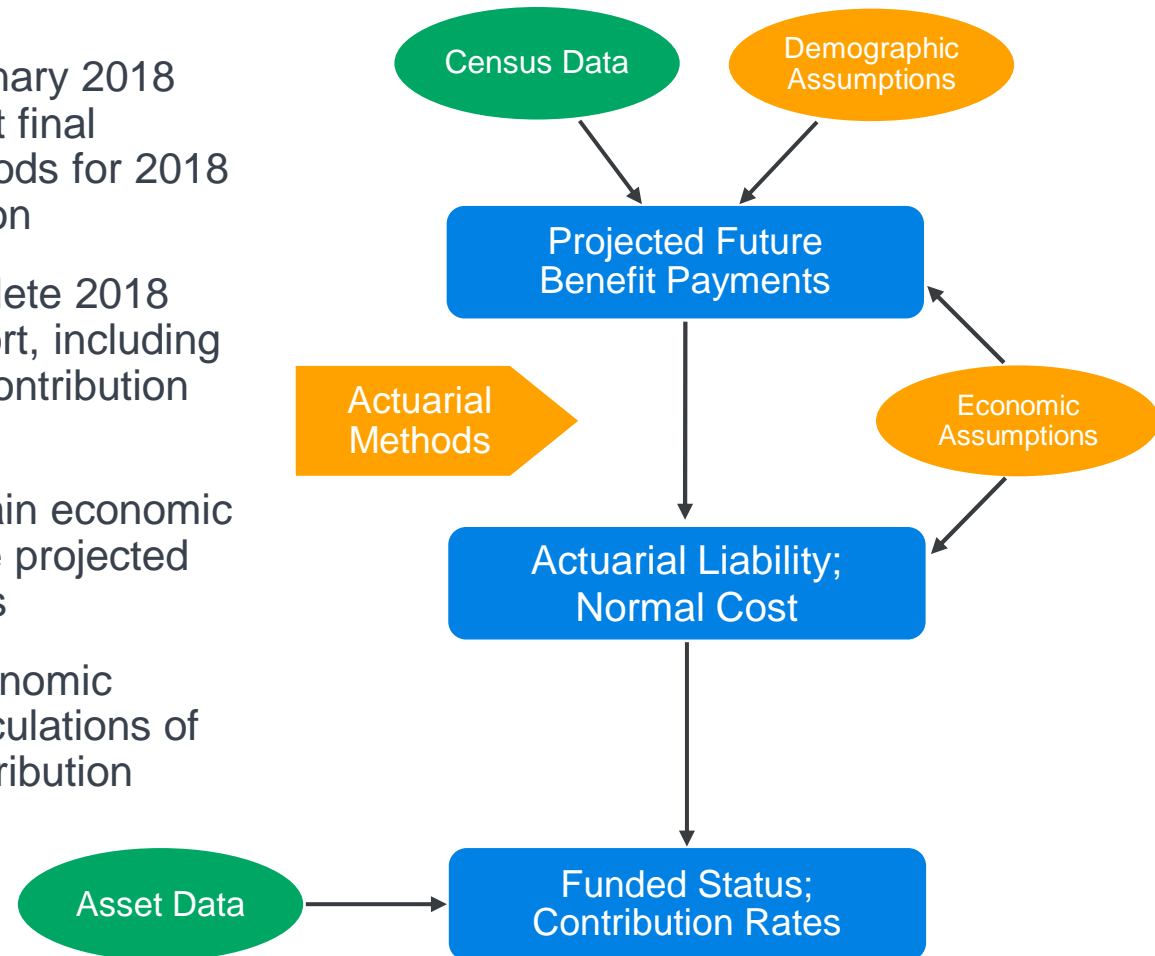 nary 2018
t final
ods for 2018
on
lete 2018
rt, including
ontribution
ain economic
e projected
s
nomic
culations of
ribution
Census Data
Demographic
Assumptions
Projected Future
Benefit Payments
Actuarial
Methods
Economic
Assumptions
Actuarial Liability;
Normal Cost
Asset Data
Funded Status;
Contribution Rates